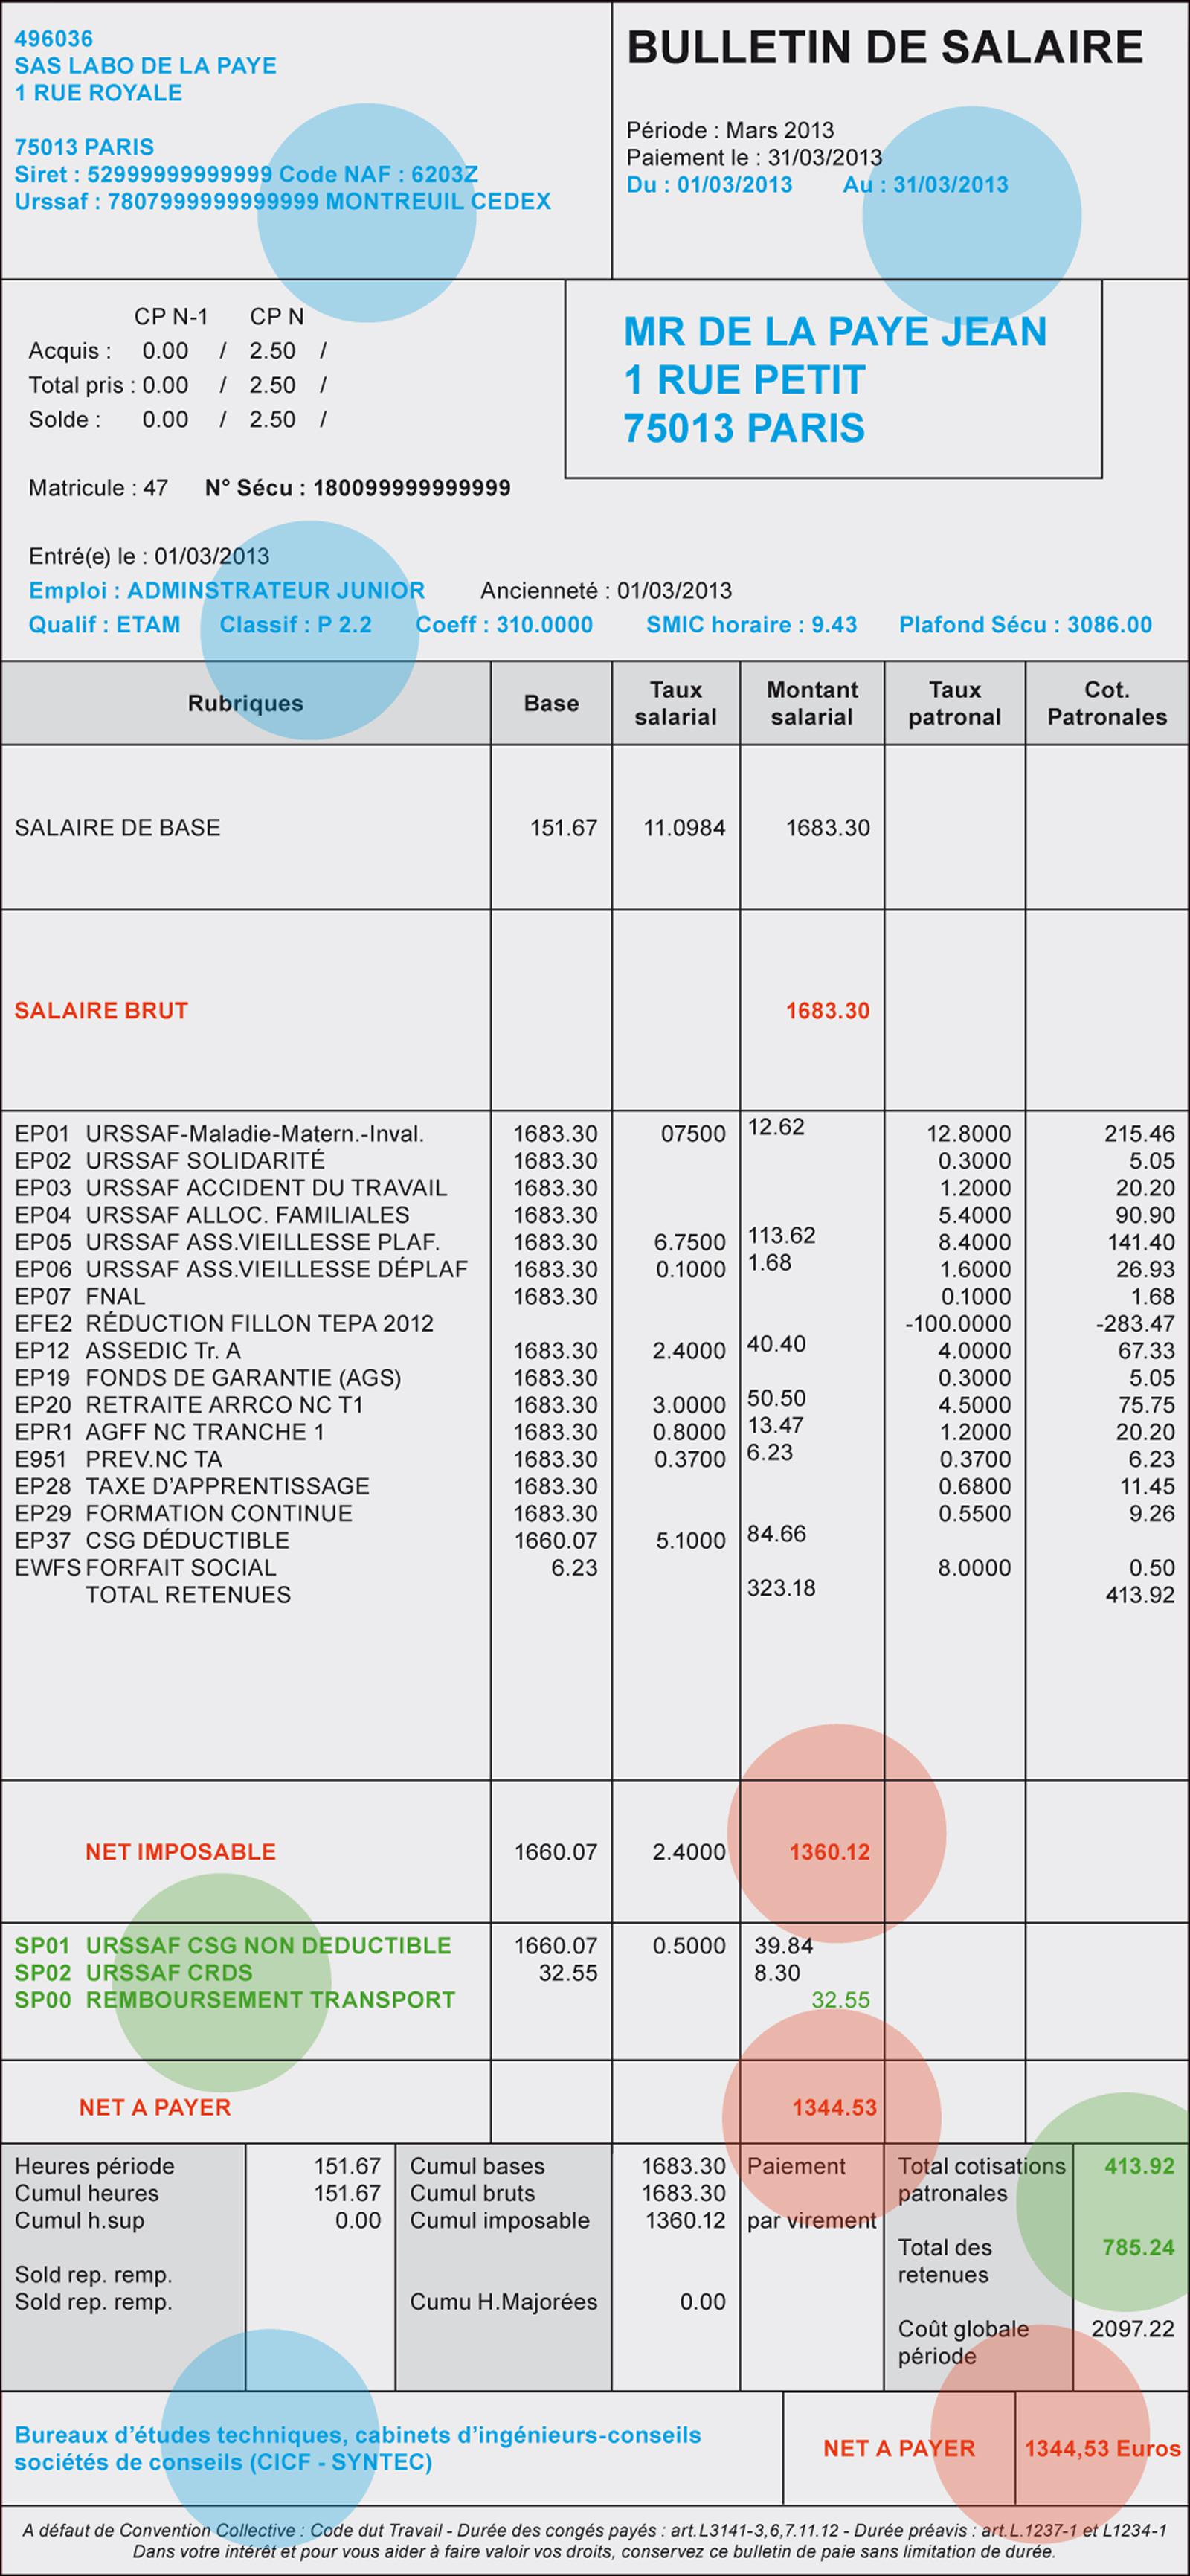 496036
SAS LABO DE LA PAYE
1 RUE ROYALE
75013 PARIS
Siret : 52999999999999 Code NAF : 6203Z
Urssaf : 7807999999999999 MONTREUIL CEDEX
BULLETIN DE SALAIRE
Période : Mars 2013
Paiement le : 31/03/2013
Du : 01/03/2013 Au : 31/03/2013
CP N-1 CP N
Acquis : 0.00 / 2.50 /
Total pris : 0.00 / 2.50 /
Solde : 0.00 / 2.50 /
MR DE LA PAYE JEAN
1 RUE PETIT
75013 PARIS
Matricule : 47 N° Sécu : 180099999999999
Entré(e) le : 01/03/2013
Emploi : ADMINSTRATEUR JUNIOR Ancienneté : 01/03/2013
Qualif : ETAM Classif : P 2.2 Coeff : 310.0000 SMIC horaire : 9.43 Plafond Sécu : 3086.00
Rubriques Base Taux salarial Montant salarial Taux patronal Cot. Patronales
SALAIRE DE BASE 151.67 11.0984 1683.30
SALAIRE BRUT 1683.30
EP01 URSSAF-Maladie-Matern.-Inval. 1683.30 07500 12.62 12.8000 215.46
EP02 URSSAF SOLIDARITÉ 1683.30 0.3000 5.05
EP03 URSSAF ACCIDENT DU TRAVAIL 1683.30 1.2000 20.20
EP04 URSSAF ALLOC. FAMILIALES 1683.30 5.4000 90.90
EP05 URSSAF ASS.VIEILLESSE PLAF. 1683.30 6.7500 113.62 8.4000 141.40
EP06 URSSAF ASS.VIEILLESSE DÉPLAF 1683.30 0.1000 1.68 1.6000 26.93
EP07 FNAL 1683.30 0.1000 1.68
EFE2 RÉDUCTION FILLON TEPA 2012 -100.0000 -283.47
EP12 ASSEDIC Tr. A 1683.30 2.4000 40.40 4.0000 67.33
EP19 FONDS DE GARANTIE (AGS) 1683.30 0.3000 5.05
EP20 RETRAITE ARRCO NC T1 1683.30 3.0000 50.50 4.5000 75.75
EPR1 AGFF NC TRANCHE 1 1683.30 0.8000 13.47 1.2000 20.20
E951 PREV.NC TA 1683.30 0.3700 6.23 0.3700 6.23
EP28 TAXE D'APPRENTISSAGE 1683.30 0.6800 11.45
EP29 FORMATION CONTINUE 1683.30 0.5500 9.26
EP37 CSG DÉDUCTIBLE 1660.07 5.1000 84.66
EWFS FORFAIT SOCIAL 6.23 8.0000 0.50
TOTAL RETENUES 323.18 413.92
NET IMPOSABLE 1660.07 2.4000 1360.12
SP01 URSSAF CSG NON DEDUCTIBLE 1660.07 0.5000 39.84
SP02 URSSAF CRDS 32.55 8.30
SP00 REMBOURSEMENT TRANSPORT 32.55
NET A PAYER 1344.53
Heures période 151.67 Cumul bases 1683.30 Paiement Total cotisations 413.92
Cumul heures 151.67 Cumul bruts 1683.30 patronales
Cumul h.sup 0.00 Cumul imposable 1360.12 par virement
Total des 785.24
Sold rep. remp. retenues
Sold rep. remp. Cumu H.Majorées 0.00
Coût globale 2097.22
période
Bureaux d'études techniques, cabinets d'ingénieurs-conseils
sociétés de conseils (CICF - SYNTEC)
NET A PAYER 1344,53 Euros
A défaut de Convention Collective : Code dut Travail - Durée des congés payés : art.L3141-3,6,7.11.12 - Durée préavis : art.L.1237-1 et L1234-1
Dans votre intérêt et pour vous aider à faire valoir vos droits, conservez ce bulletin de paie sans limitation de durée.